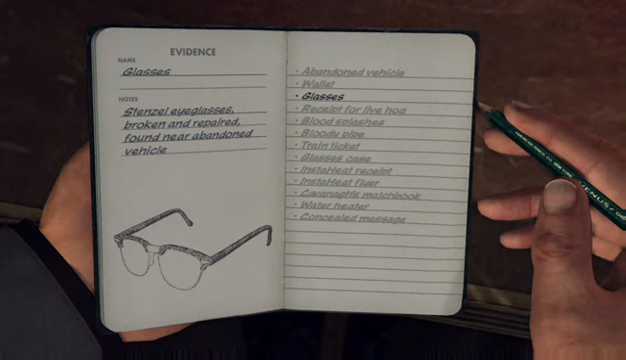 EVIDENCE
NAME
Glasses
NOTES
Stenzel eyeglasses,
broken and repaired,
found near abandoned
vehicle
- Abandoned vehicle
- Wallet
- Glasses
- Receipt for live hog
- Blood splashes
- Bloody pipe
- Train ticket
- Glasses case
- InstaHeat receipt
- InstaHeat flyer
- Cavanagh's matchbook
- Water heater
- Concealed message
VENUS